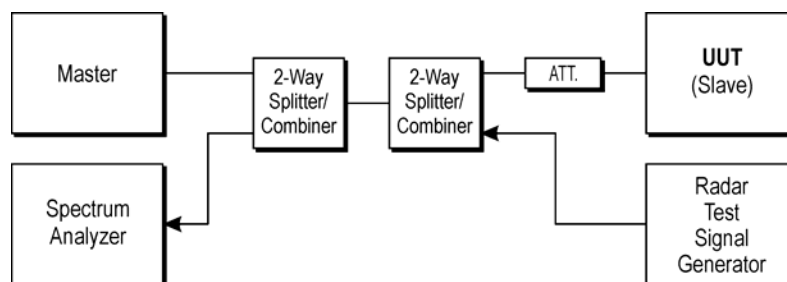 Master
2-Way
Splitter/
Combiner
2-Way
Splitter/
Combiner
ATT.
UUT
(Slave)
Spectrum
Analyzer
Radar
Test
Signal
Generator